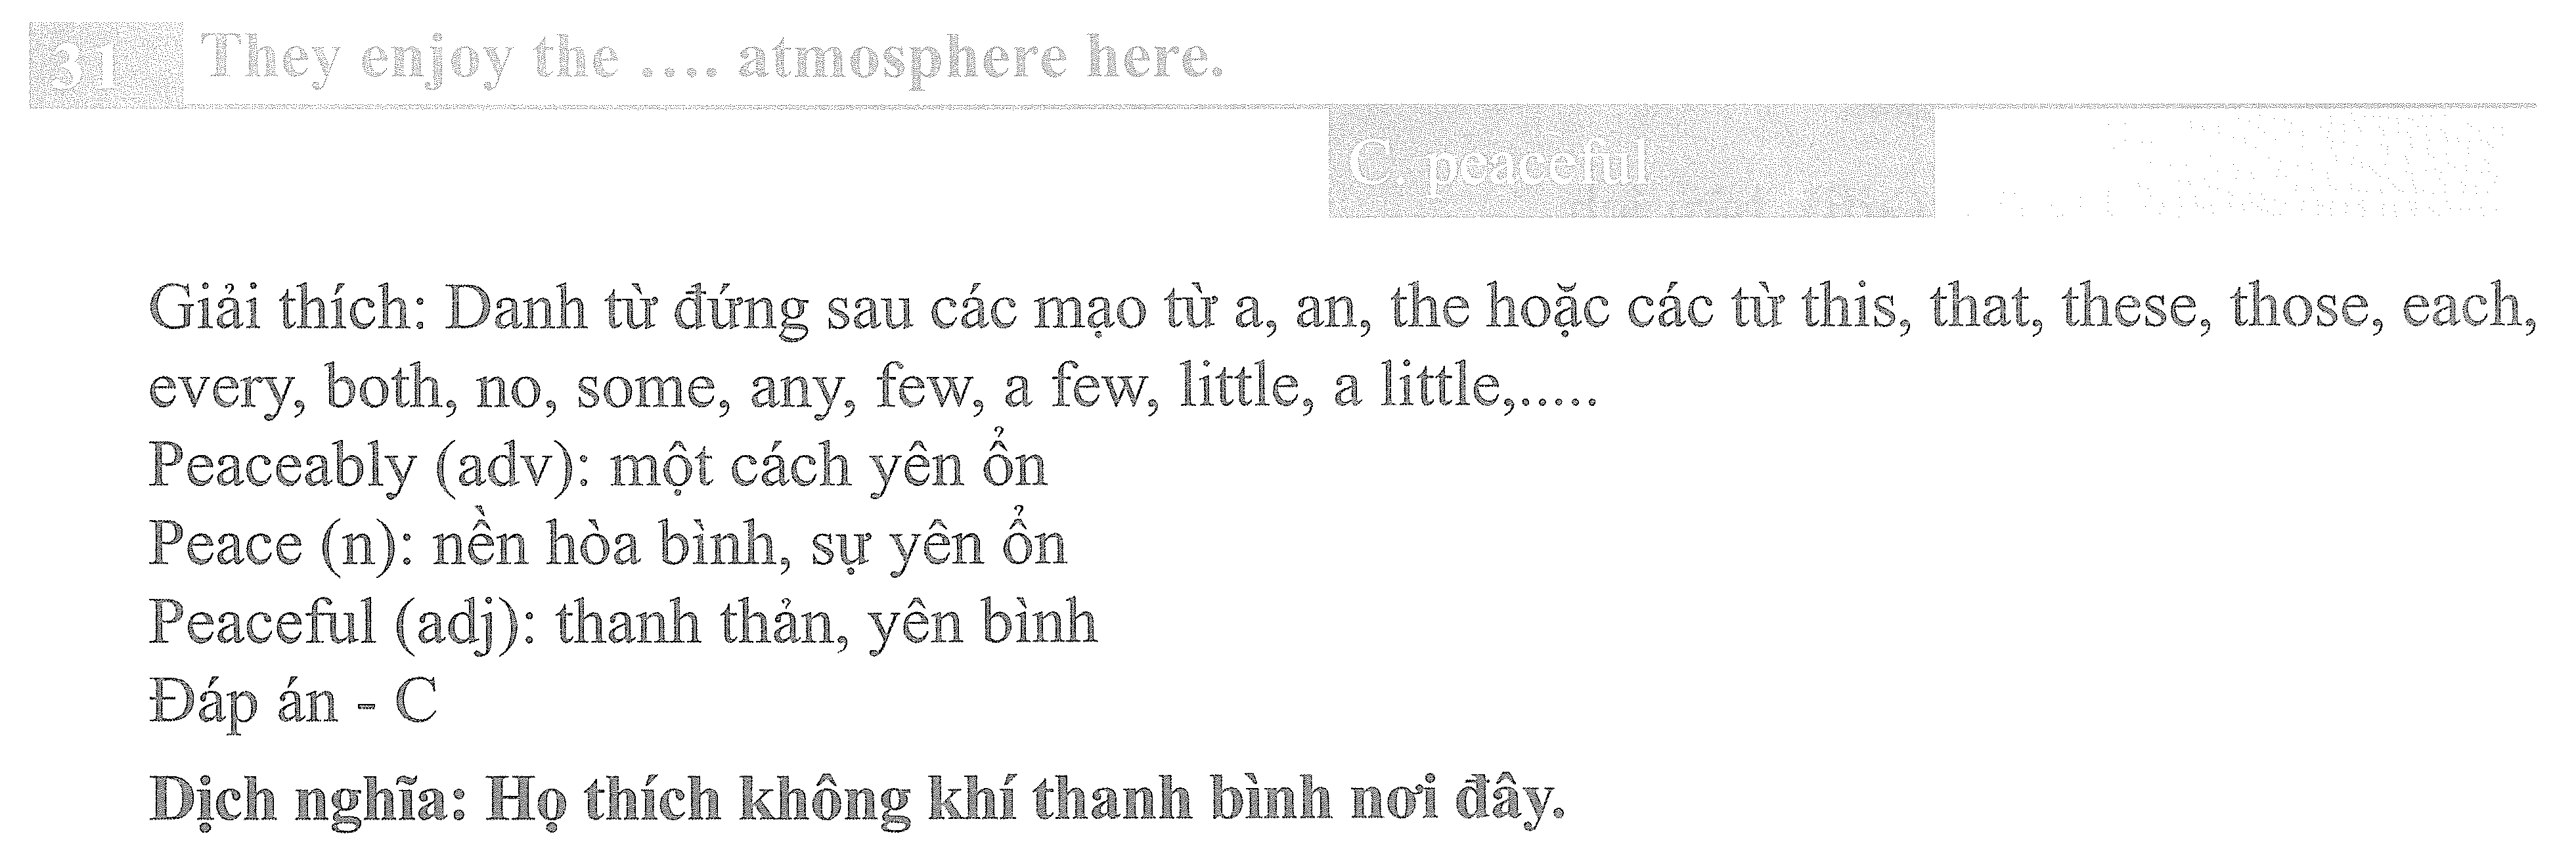 31 They enjoy the .... atmosphere here.
C. peaceful
Giải thích: Danh từ đứng sau các mạo từ a, an, the hoặc các từ this, that, these, those, each,
every, both, no, some, any, few, a few, little, a little,.....
Peaceably (adv): một cách yên ổn
Peace (n): nền hòa bình, sự yên ổn
Peaceful (adj): thanh thản, yên bình
Đáp án - C
Dịch nghĩa: Họ thích không khí thanh bình nơi đây.